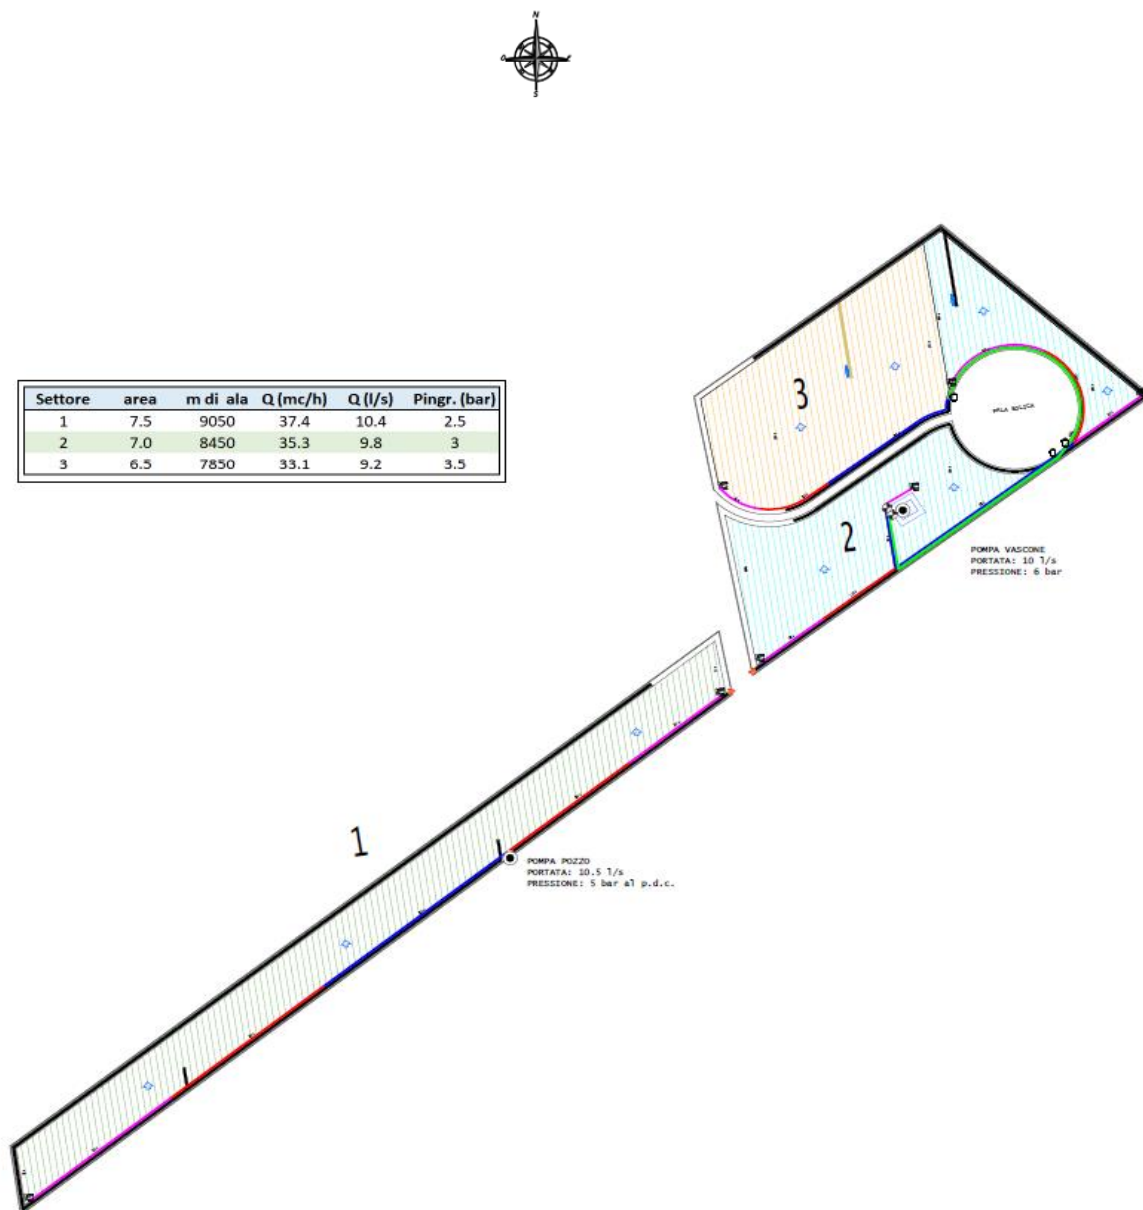 N
O
E
S
Settore area m di ala Q (mc/h) Q (l/s) Pingr. (bar)
1 7.5 9050 37.4 10.4 2.5
2 7.0 8450 35.3 9.8 3
3 6.5 7850 33.1 9.2 3.5
3
PALA EOLICA
2
POMPA VASCONE
PORTATA: 10 l/s
PRESSIONE: 6 bar
1
POMPA POZZO
PORTATA: 10.5 l/s
PRESSIONE: 5 bar al p.d.c.